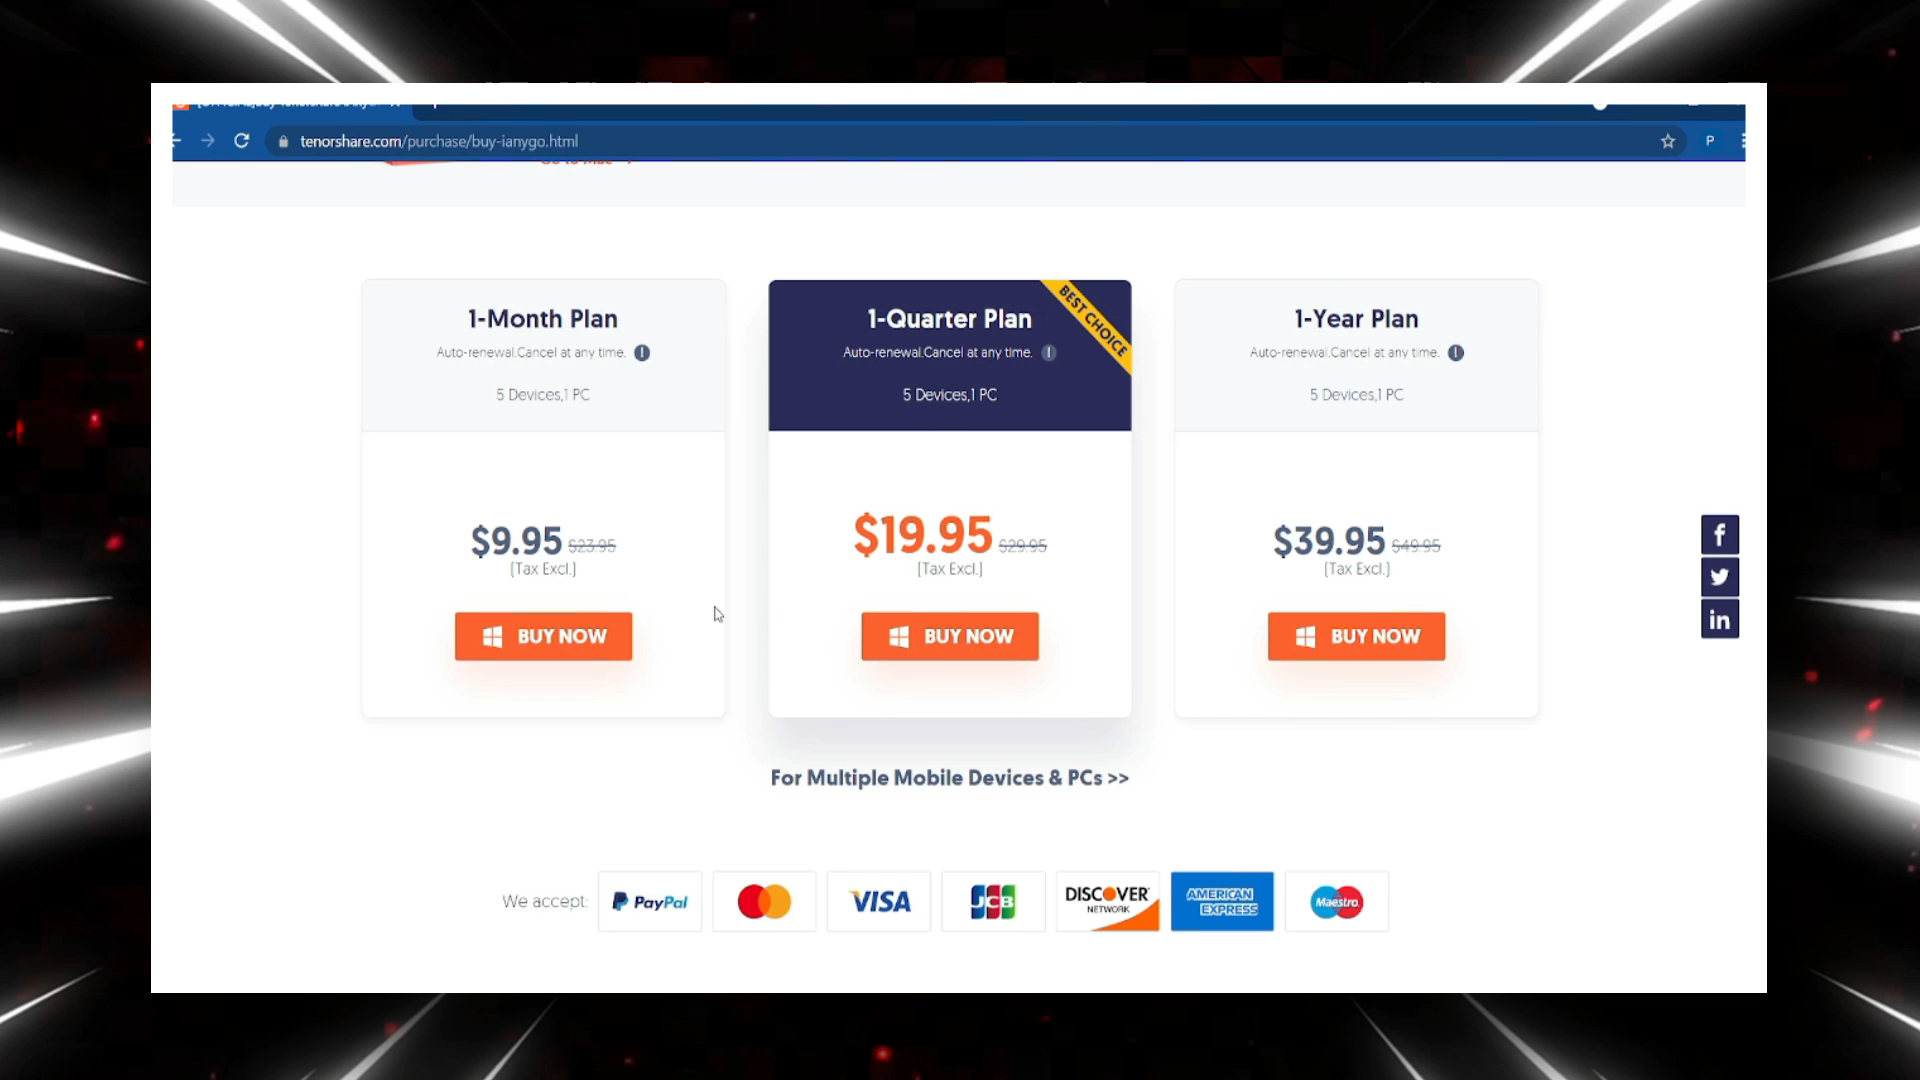 tenorshare.com/purchase/buy-ianygo.html
P
1-Month Plan
Auto-renewal.Cancel at any time.
5 Devices,1 PC
$9.95 $23.95
[Tax Excl.]
BUY NOW
1-Quarter Plan
BEST CHOICE
Auto-renewal.Cancel at any time.
5 Devices,1 PC
$19.95 $29.95
[Tax Excl.]
BUY NOW
1-Year Plan
Auto-renewal.Cancel at any time.
5 Devices,1 PC
$39.95 $49.95
[Tax Excl.]
BUY NOW
For Multiple Mobile Devices & PCs >>
We accept:
PayPal
VISA
JCB
DISCOVER
NETWORK
AMERICAN
EXPRESS
Maestro
f
in